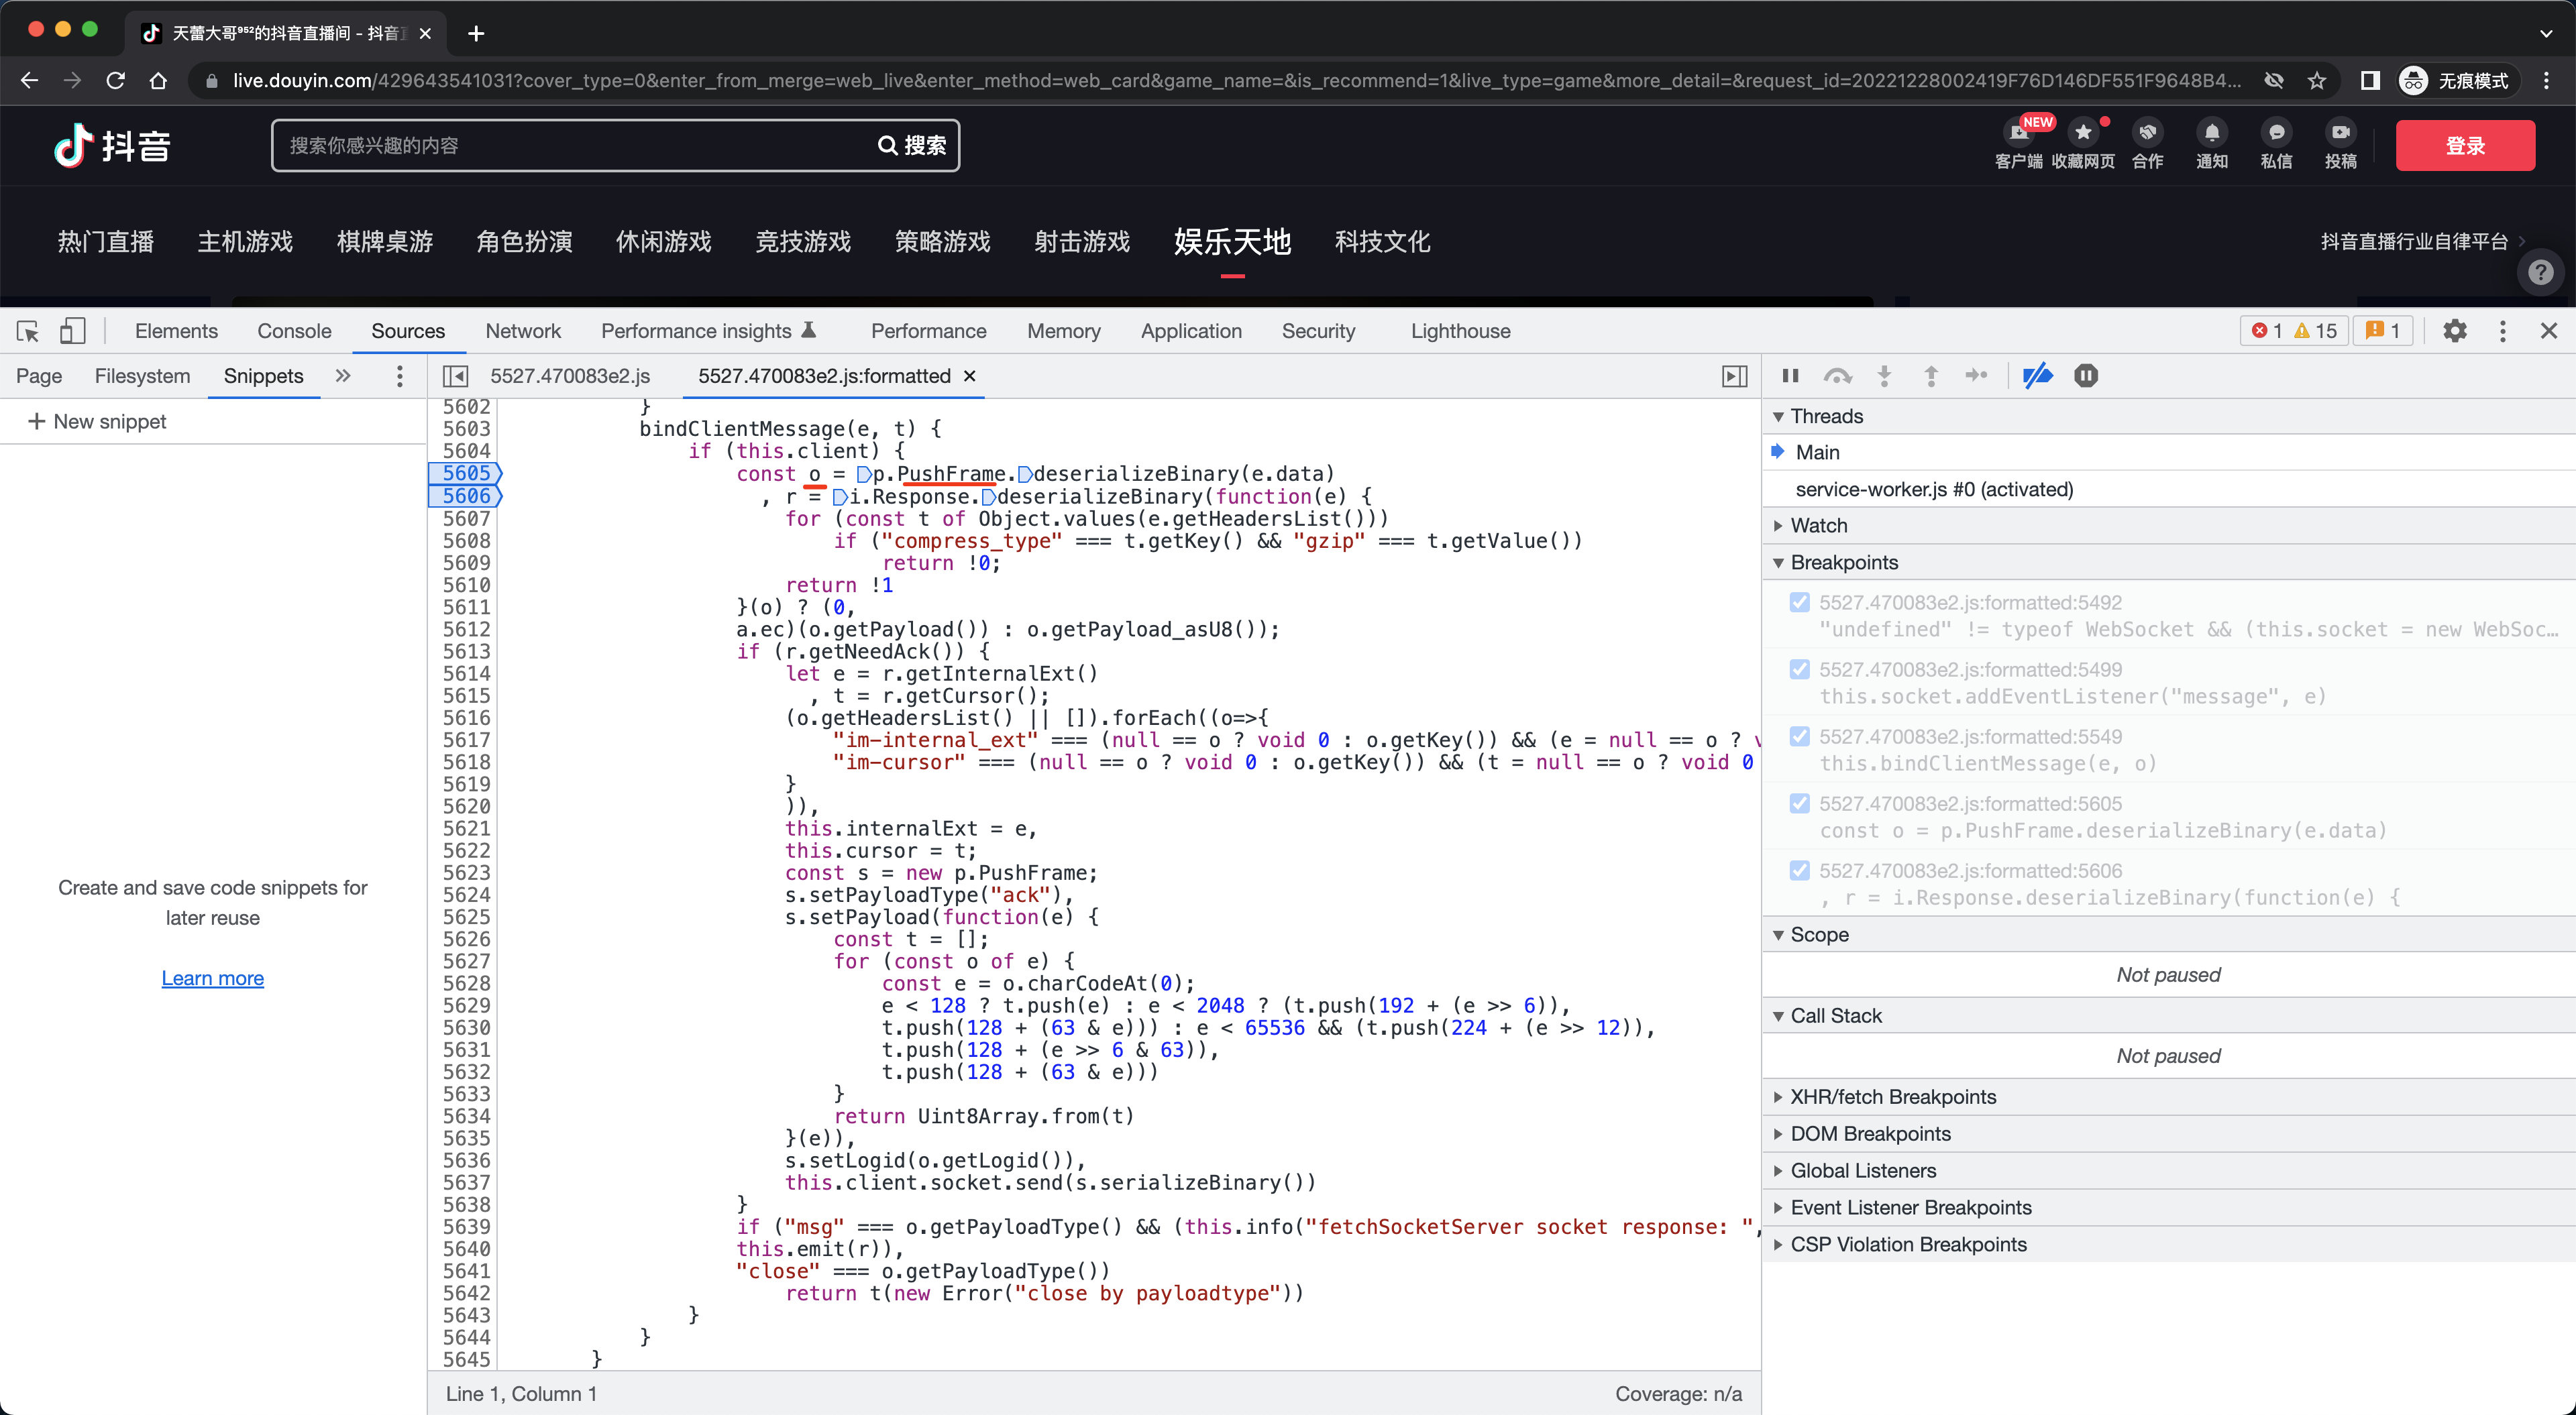 天蕾大哥⁹⁵²的抖音直播间 - 抖音
live.douyin.com/429643541031?cover_type=0&enter_from_merge=web_live&enter_method=web_card&game_name=&is_recommend=1&live_type=game&more_detail=&request_id=20221228002419F76D146DF551F9648B4...
无痕模式
抖音
搜索你感兴趣的内容
搜索
NEW
客户端 收藏网页 合作 通知 私信 投稿
登录
热门直播 主机游戏 棋牌桌游 角色扮演 休闲游戏 竞技游戏 策略游戏 射击游戏 娱乐天地 科技文化
抖音直播行业自律平台
Elements Console Sources Network Performance insights Performance Memory Application Security Lighthouse
1 15 1
Page Filesystem Snippets
5527.470083e2.js 5527.470083e2.js:formatted
+ New snippet
Create and save code snippets for
later reuse
Learn more
5602 }
5603 bindClientMessage(e, t) {
5604 if (this.client) {
5605 const o = p.PushFrame.deserializeBinary(e.data)
5606 , r = i.Response.deserializeBinary(function(e) {
5607 for (const t of Object.values(e.getHeadersList()))
5608 if ("compress_type" === t.getKey() && "gzip" === t.getValue())
5609 return !0;
5610 return !1
5611 }(o) ? (0,
5612 a.ec)(o.getPayload()) : o.getPayload_asU8());
5613 if (r.getNeedAck()) {
5614 let e = r.getInternalExt()
5615 , t = r.getCursor();
5616 (o.getHeadersList() || []).forEach((o=>{
5617 "im-internal_ext" === (null == o ? void 0 : o.getKey()) && (e = null == o ? v
5618 "im-cursor" === (null == o ? void 0 : o.getKey()) && (t = null == o ? void 0
5619 }
5620 )),
5621 this.internalExt = e,
5622 this.cursor = t;
5623 const s = new p.PushFrame;
5624 s.setPayloadType("ack"),
5625 s.setPayload(function(e) {
5626 const t = [];
5627 for (const o of e) {
5628 const e = o.charCodeAt(0);
5629 e < 128 ? t.push(e) : e < 2048 ? (t.push(192 + (e >> 6)),
5630 t.push(128 + (63 & e))) : e < 65536 && (t.push(224 + (e >> 12)),
5631 t.push(128 + (e >> 6 & 63)),
5632 t.push(128 + (63 & e)))
5633 }
5634 return Uint8Array.from(t)
5635 }(e)),
5636 s.setLogid(o.getLogid()),
5637 this.client.socket.send(s.serializeBinary())
5638 }
5639 if ("msg" === o.getPayloadType() && (this.info("fetchSocketServer socket response: ",
5640 this.emit(r)),
5641 "close" === o.getPayloadType())
5642 return t(new Error("close by payloadtype"))
5643 }
5644 }
5645 }
Line 1, Column 1
Coverage: n/a
Threads
Main
service-worker.js #0 (activated)
Watch
Breakpoints
5527.470083e2.js:formatted:5492
"undefined" != typeof WebSocket && (this.socket = new WebSoc…
5527.470083e2.js:formatted:5499
this.socket.addEventListener("message", e)
5527.470083e2.js:formatted:5549
this.bindClientMessage(e, o)
5527.470083e2.js:formatted:5605
const o = p.PushFrame.deserializeBinary(e.data)
5527.470083e2.js:formatted:5606
, r = i.Response.deserializeBinary(function(e) {
Scope
Not paused
Call Stack
Not paused
XHR/fetch Breakpoints
DOM Breakpoints
Global Listeners
Event Listener Breakpoints
CSP Violation Breakpoints